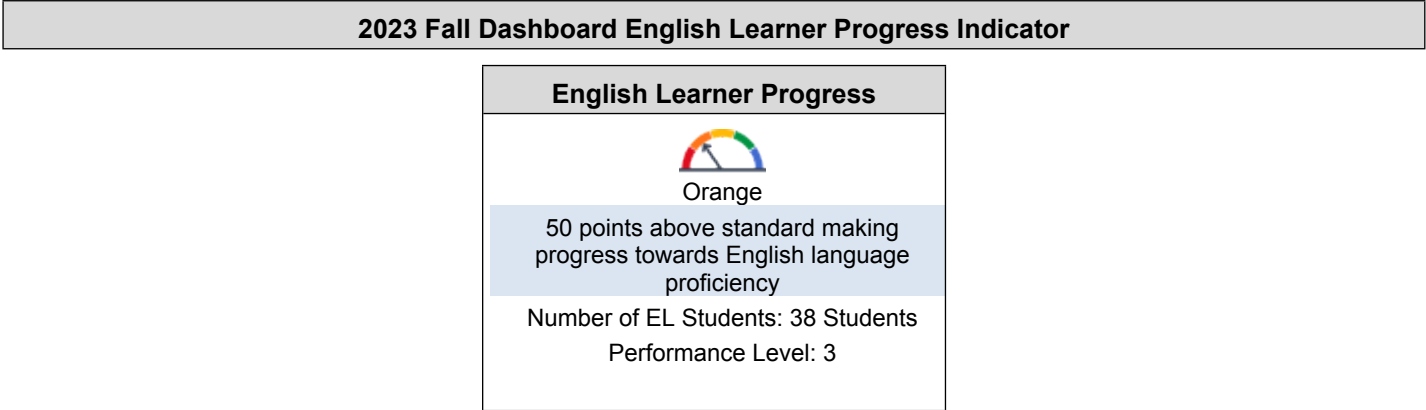 2023 Fall Dashboard English Learner Progress Indicator
English Learner Progress
Orange
50 points above standard making
progress towards English language
proficiency
Number of EL Students: 38 Students
Performance Level: 3